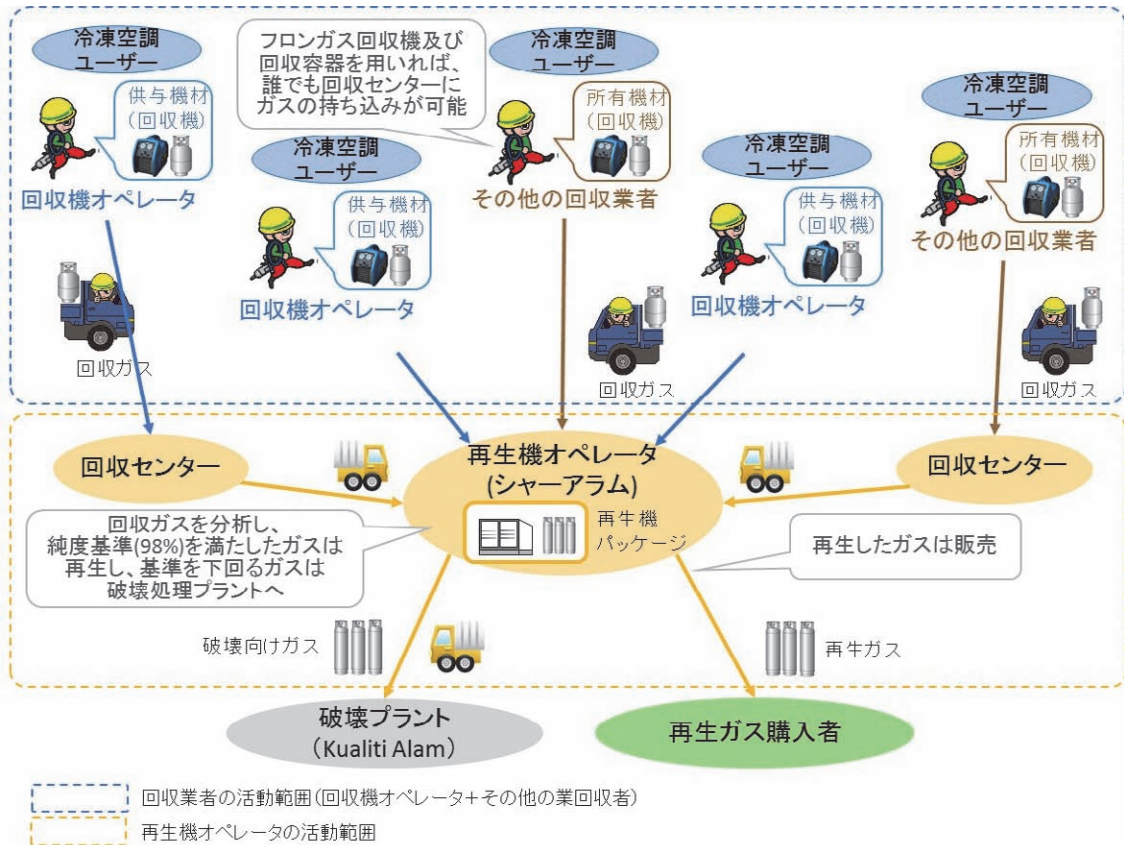 冷凍空調
ユーザー
供与機材
(回収機)
回収機オペレータ
フロンガス回収機及び
回収容器を用いれば、
誰でも回収センターに
ガスの持ち込みが可能
冷凍空調
ユーザー
供与機材
(回収機)
回収機オペレータ
冷凍空調
ユーザー
所有機材
(回収機)
その他の回収業者
冷凍空調
ユーザー
供与機材
(回収機)
回収機オペレータ
冷凍空調
ユーザー
所有機材
(回収機)
その他の回収業者
回収ガス
回収ガス
回収ガス
回収センター
再生機オペレータ
(シャーアラム)
再生機
パッケージ
回収センター
回収ガスを分析し、
純度基準(98%)を満たしたガスは
再生し、基準を下回るガスは
破壊処理プラントへ
再生したガスは販売
破壊向けガス
再生ガス
破壊プラント
(Kualiti Alam)
再生ガス購入者
回収業者の活動範囲(回収機オペレータ+その他の業回収者)
再生機オペレータの活動範囲